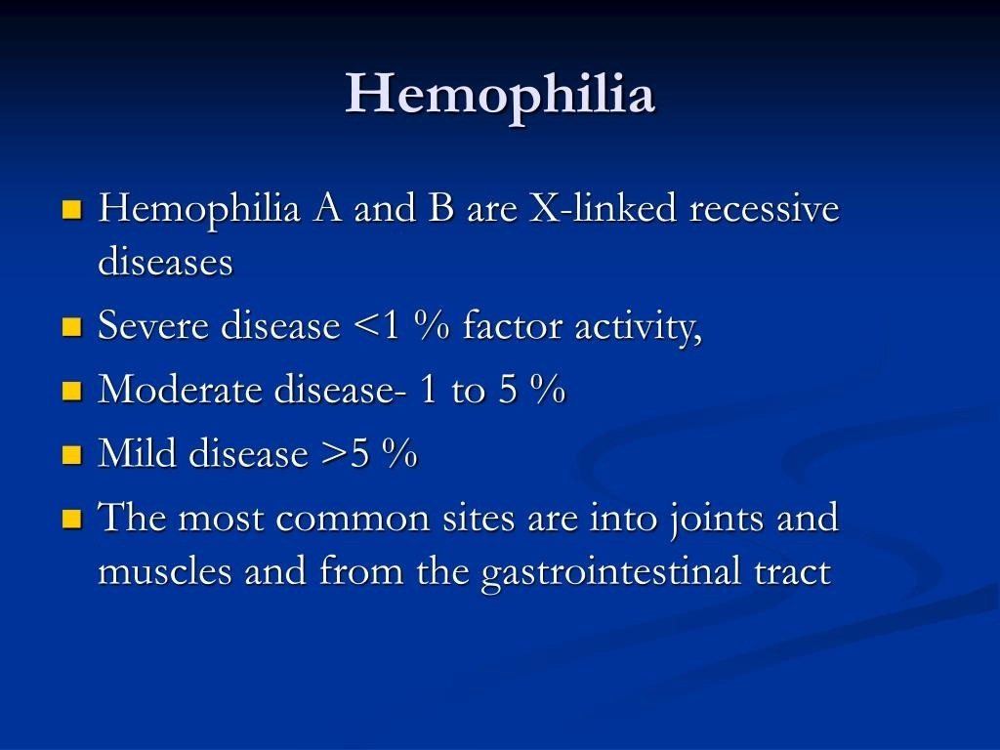 Hemophilia
Hemophilia A and B are X-linked recessive
diseases
Severe disease <1 % factor activity,
Moderate disease- 1 to 5 %
Mild disease >5 %
The most common sites are into joints and
muscles and from the gastrointestinal tract